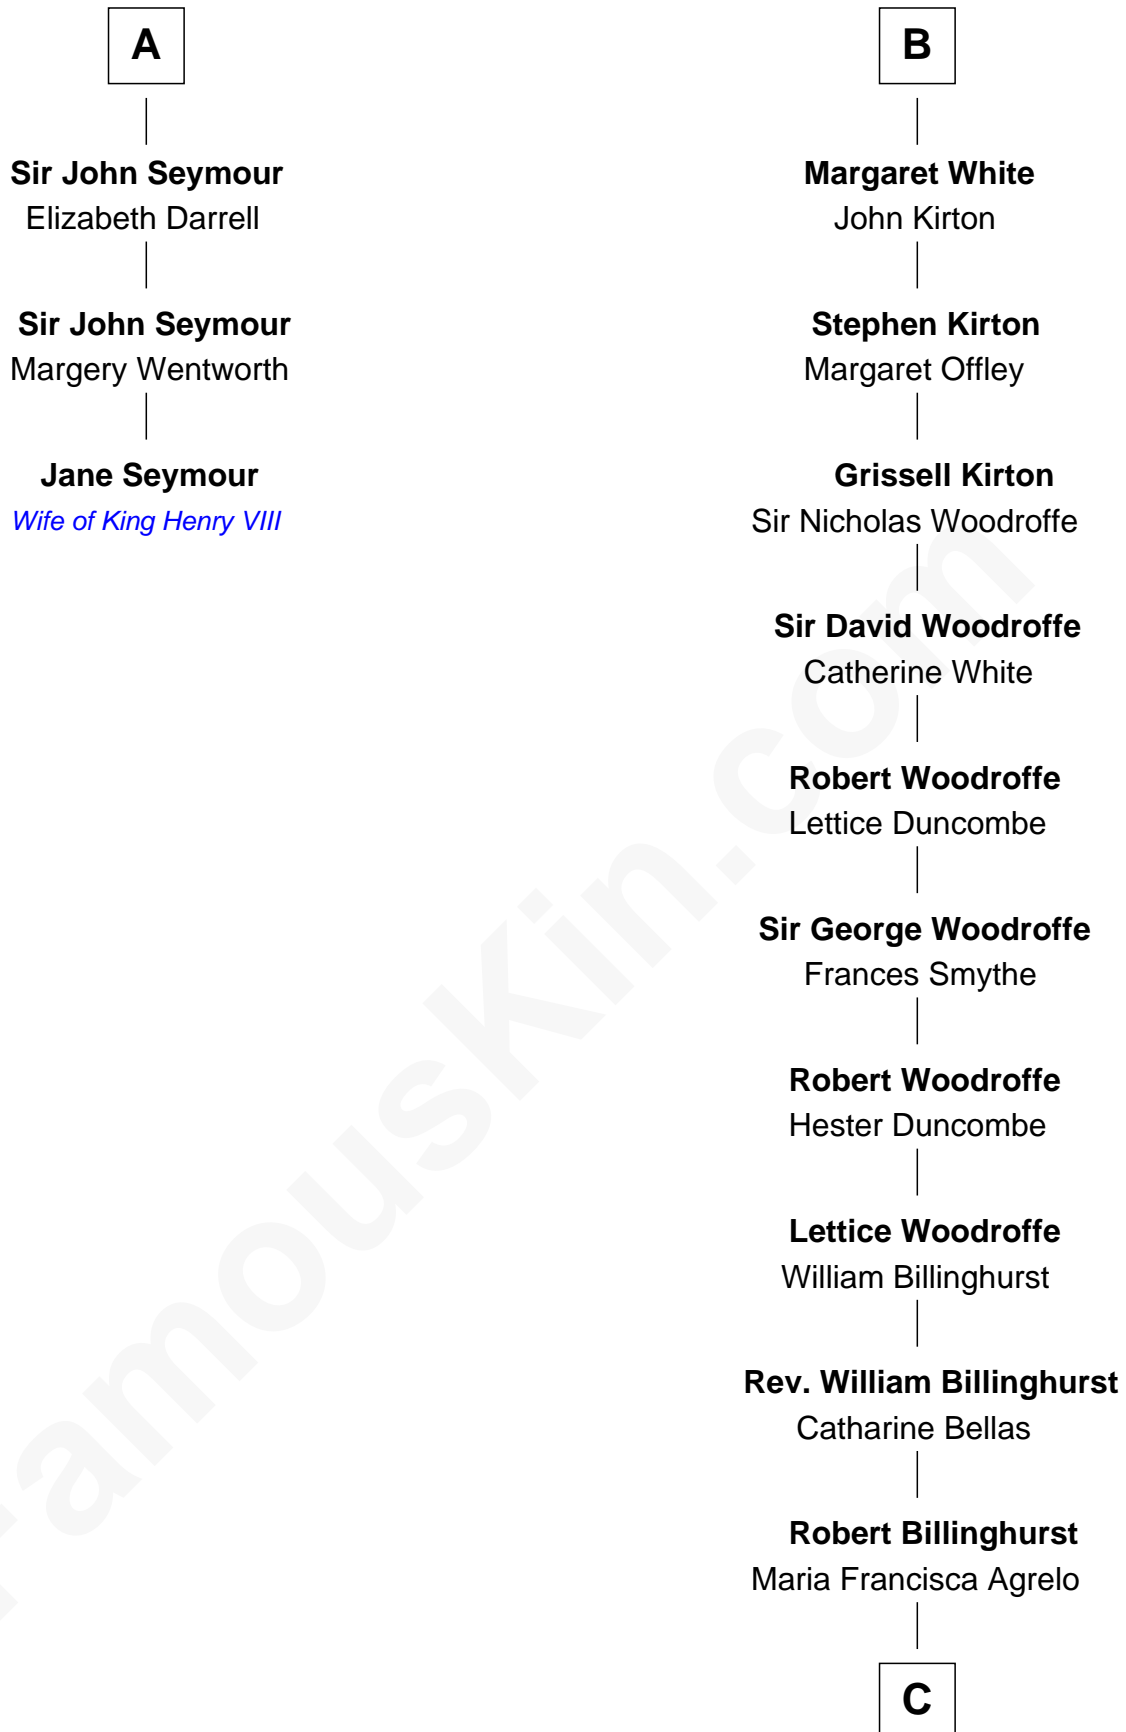 A
Sir John Seymour
Elizabeth Darrell
Sir John Seymour
Margery Wentworth
Jane Seymour
Wife of King Henry VIII
B
Margaret White
John Kirton
Stephen Kirton
Margaret Offley
Grissell Kirton
Sir Nicholas Woodroffe
Sir David Woodroffe
Catherine White
Robert Woodroffe
Lettice Duncombe
Sir George Woodroffe
Frances Smythe
Robert Woodroffe
Hester Duncombe
Lettice Woodroffe
William Billinghurst
Rev. William Billinghurst
Catharine Bellas
Robert Billinghurst
Maria Francisca Agrelo
C
FamousKin.com